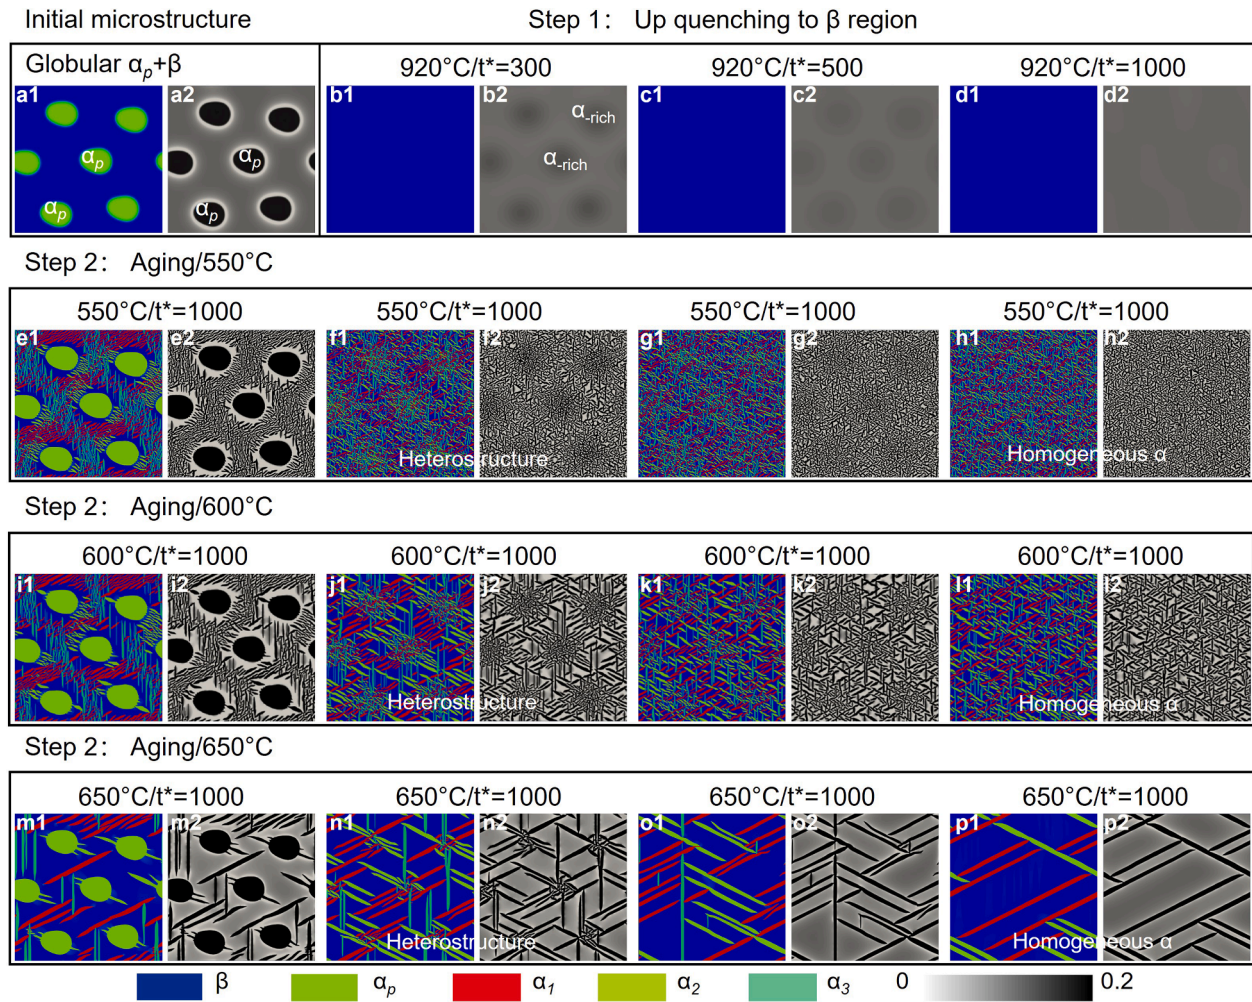 Initial microstructure
Step 1: Up quenching to β region
Globular αp+β
920°C/t*=300
920°C/t*=500
920°C/t*=1000
a1
a2
b1
b2
c1
c2
d1
d2
α-rich
αp
αp
α-rich
αp
αp
Step 2: Aging/550°C
550°C/t*=1000
550°C/t*=1000
550°C/t*=1000
550°C/t*=1000
e1
e2
f1
f2
g1
g2
h1
h2
Heterostructure
Homogeneous α
Step 2: Aging/600°C
600°C/t*=1000
600°C/t*=1000
600°C/t*=1000
600°C/t*=1000
i1
i2
j1
j2
k1
k2
l1
l2
Heterostructure
Homogeneous α
Step 2: Aging/650°C
650°C/t*=1000
650°C/t*=1000
650°C/t*=1000
650°C/t*=1000
m1
m2
n1
n2
o1
o2
p1
p2
Heterostructure
Homogeneous α
β
αp
α1
α2
α3
0
0.2